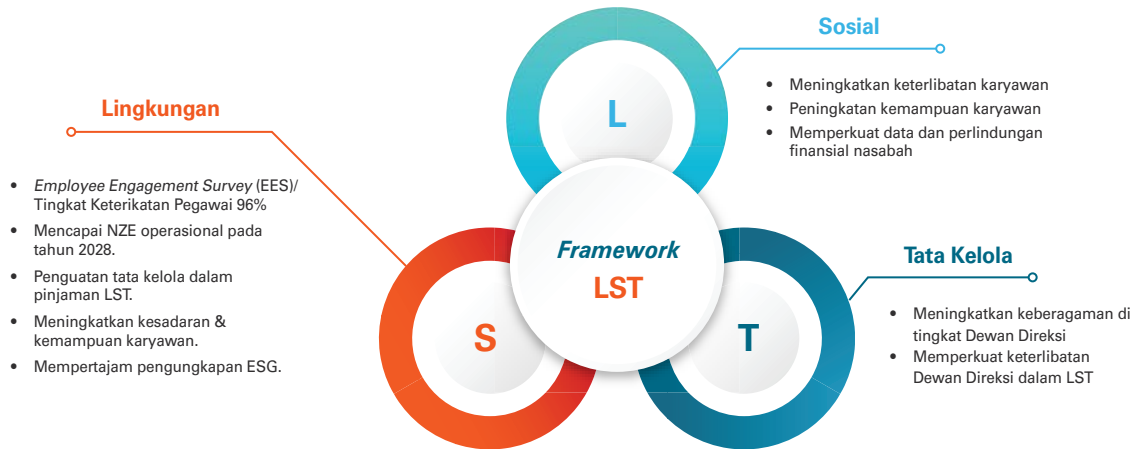 Sosial
• Meningkatkan keterlibatan karyawan
• Peningkatan kemampuan karyawan
• Memperkuat data dan perlindungan
finansial nasabah
Lingkungan
• Employee Engagement Survey (EES)/
Tingkat Keterikatan Pegawai 96%
• Mencapai NZE operasional pada
tahun 2028.
• Penguatan tata kelola dalam
pinjaman LST.
• Meningkatkan kesadaran &
kemampuan karyawan.
• Mempertajam pengungkapan ESG.
L
Framework
LST
S
T
Tata Kelola
• Meningkatkan keberagaman di
tingkat Dewan Direksi
• Memperkuat keterlibatan
Dewan Direksi dalam LST